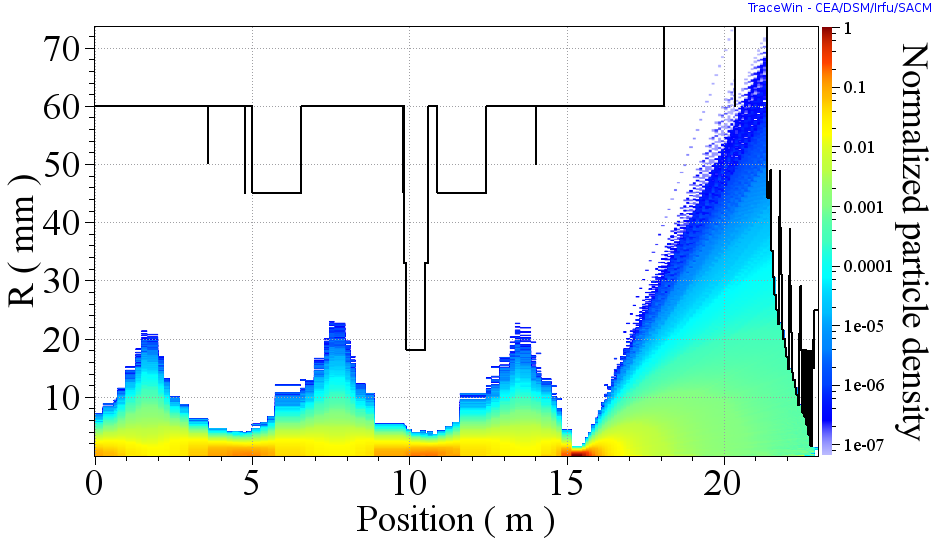 TraceWin - CEA/DSM/Irfu/SACM
R ( mm )
70
60
50
40
30
20
10
0
5
10
15
20
Position ( m )
1
0.1
0.01
0.001
0.0001
1e-05
1e-06
1e-07
Normalized particle density